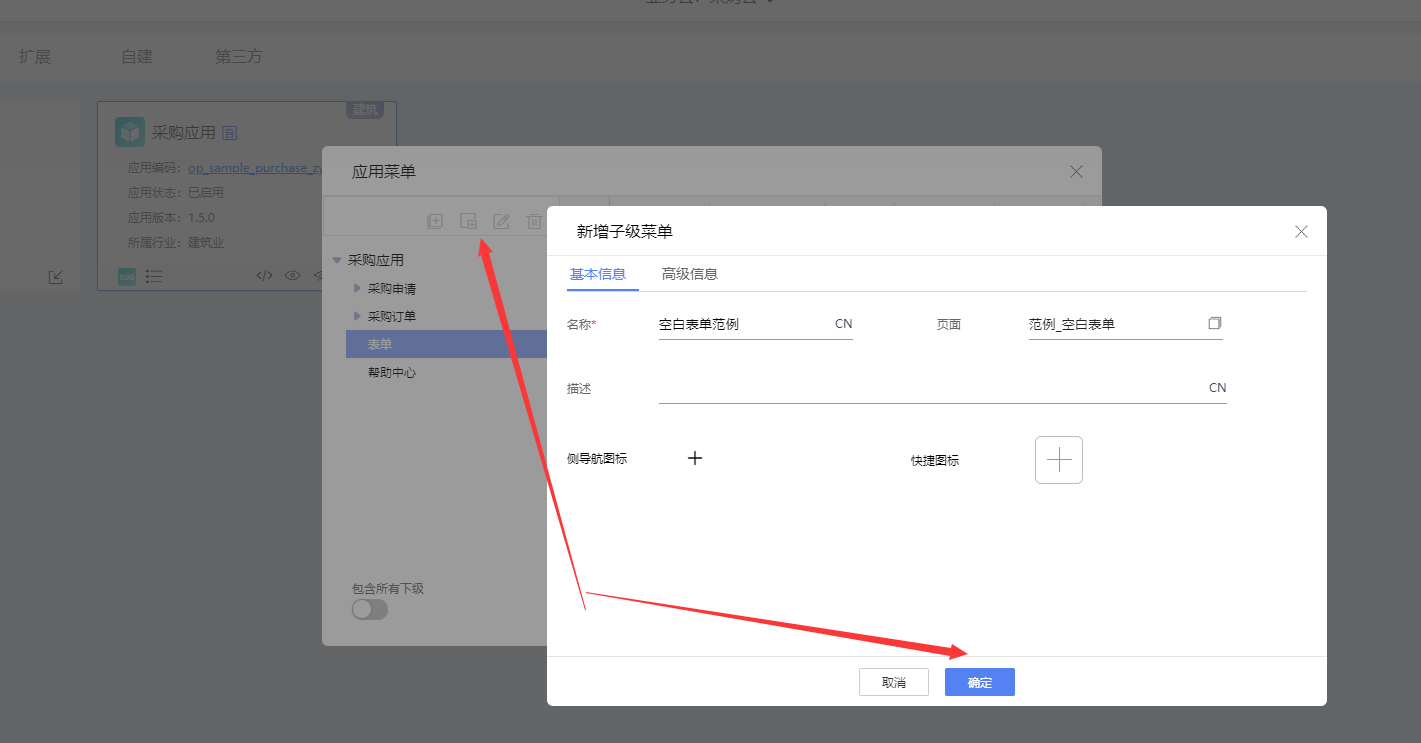 扩展 自建 第三方
建筑
采购应用 自
应用编码: op_sample_purchase_zy
应用状态: 已启用
应用版本: 1.5.0
所属行业: 建筑业
应用菜单
采购应用
采购申请
采购订单
表单
帮助中心
包含所有下级
新增子级菜单
基本信息 高级信息
名称* 空白表单范例 CN 页面 范例_空白表单
描述 CN
侧导航图标 快捷图标
取消 确定